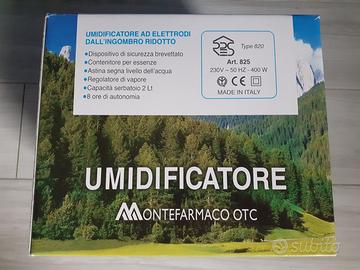 UMIDIFICATORE AD ELETTRODI
DALL'INGOMBRO RIDOTTO
• Dispositivo di sicurezza brevettato
• Contenitore per essenze
• Astina segna livello dell'acqua
• Regolatore di vapore
• Capacità serbatoio 2 Lt
• 8 ore di autonomia
Type 820
Art. 825
230V ~ 50 HZ - 400 W
CE
MADE IN ITALY
UMIDIFICATORE
MONTEFARMACO OTC
subito